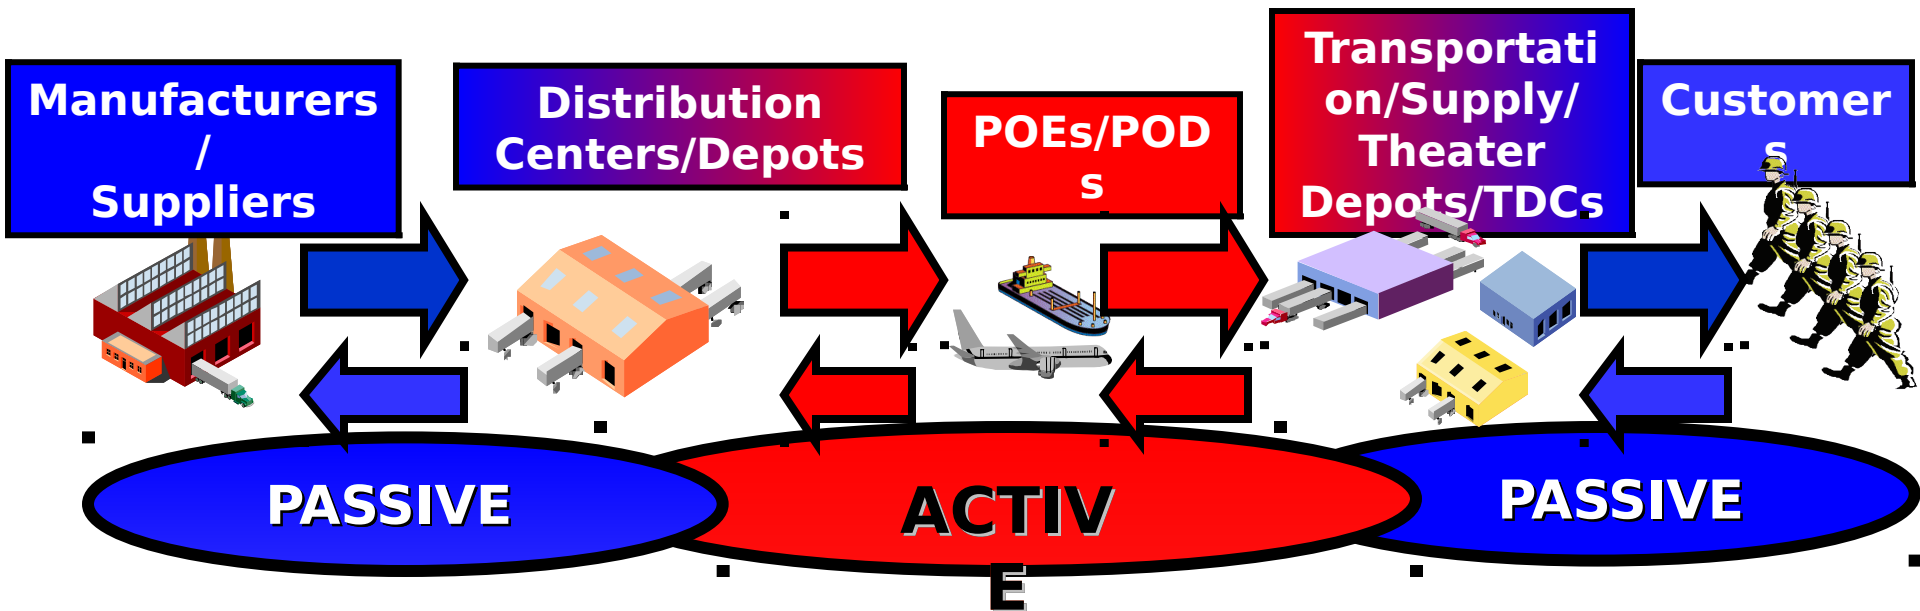 Manufacturers
/
Suppliers
Distribution
Centers/Depots
POEs/POD
s
Transportati
on/Supply/
Theater
Depots/TDCs
Customer
s
PASSIVE
ACTIV
E
PASSIVE